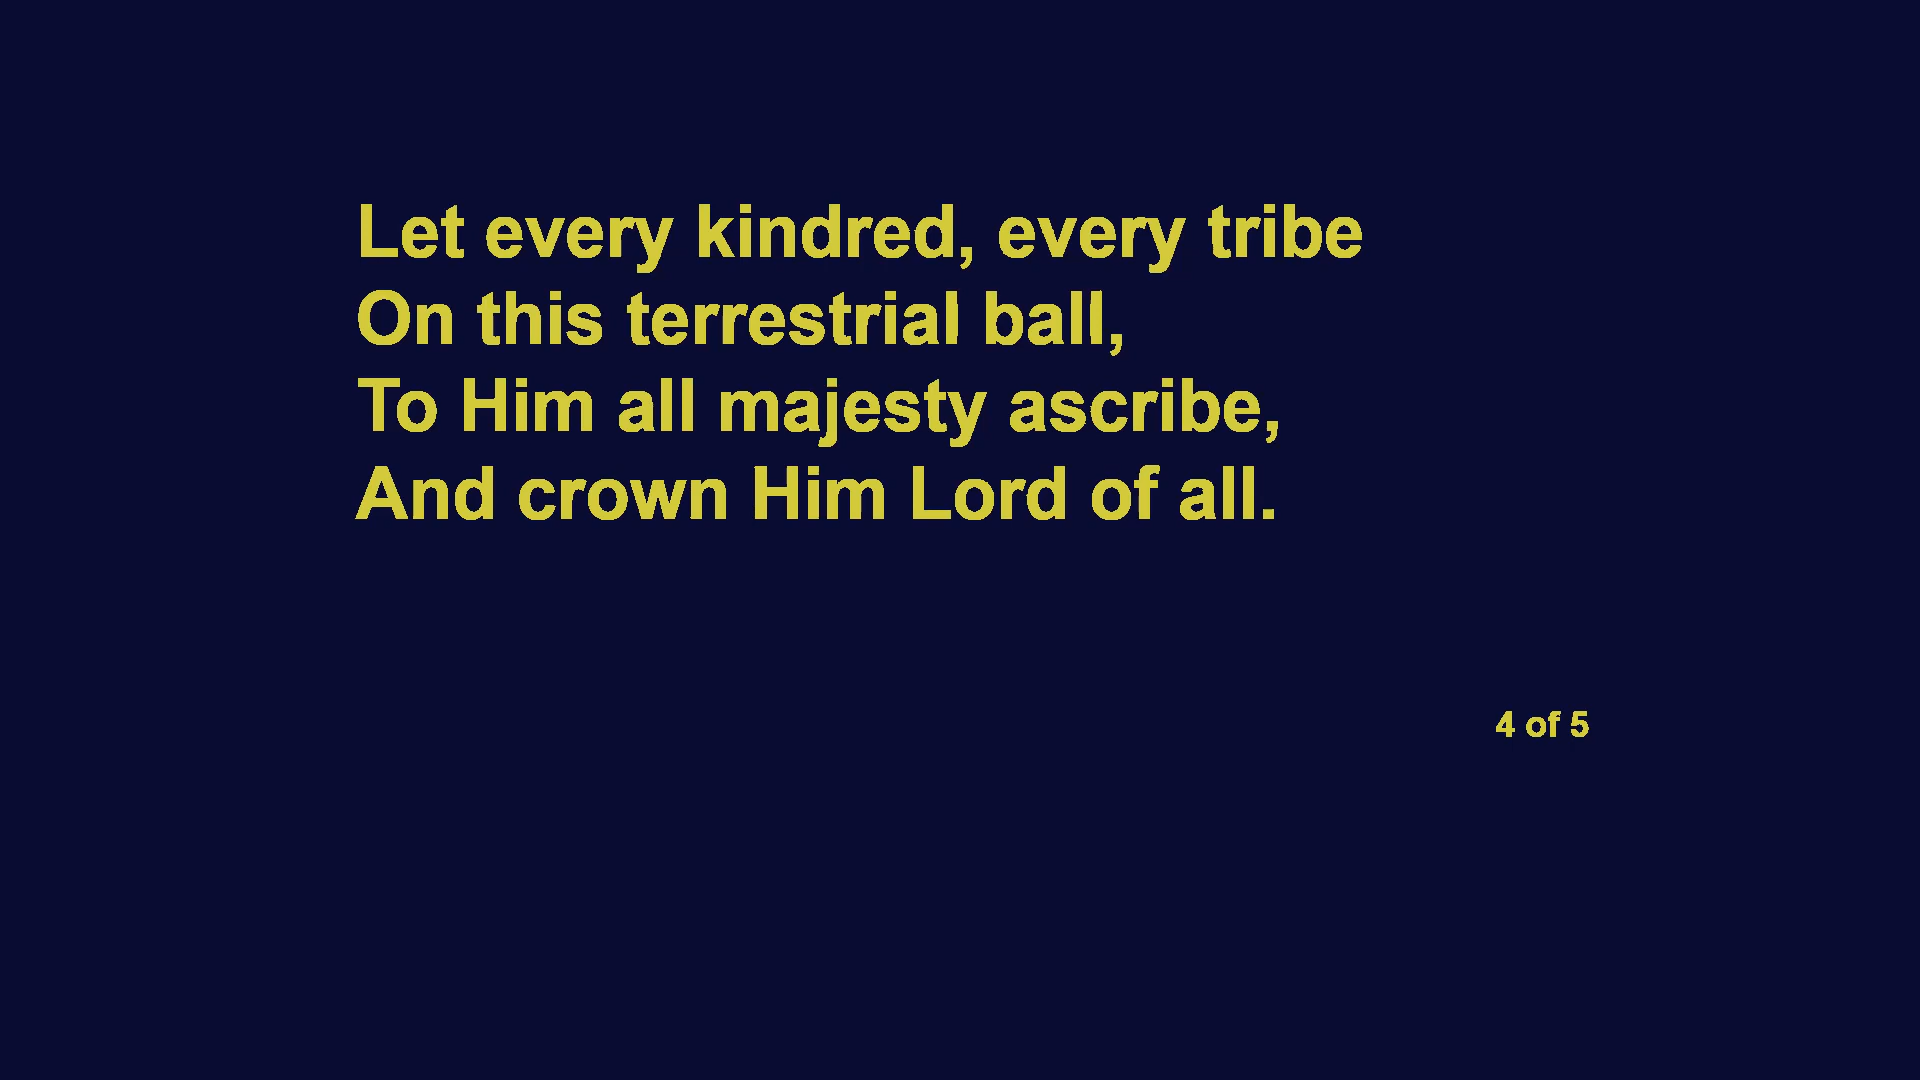 Let every kindred, every tribe
On this terrestrial ball,
To Him all majesty ascribe,
And crown Him Lord of all.
4 of 5